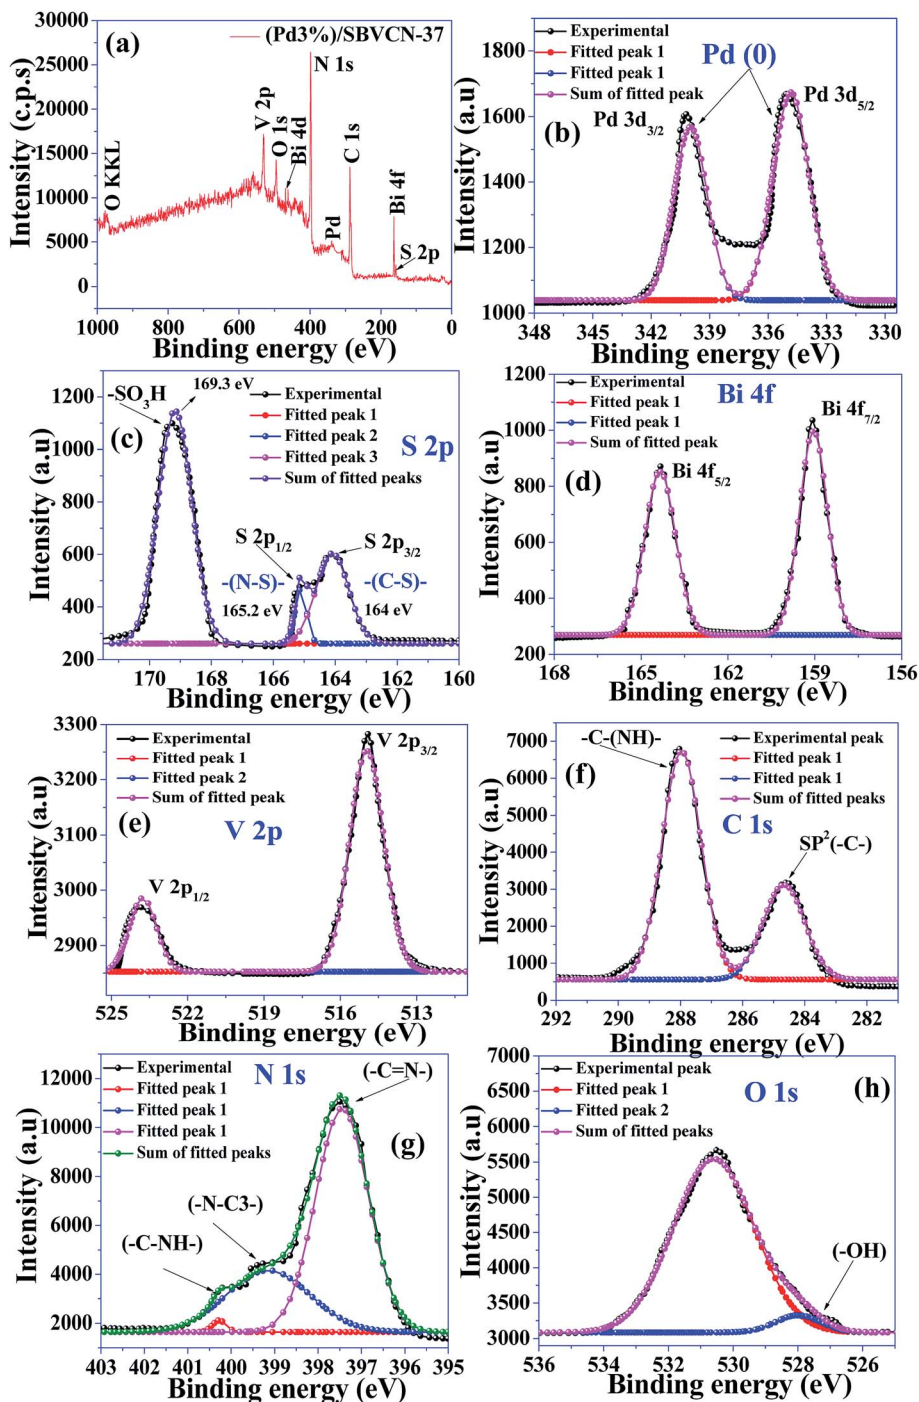 (a)
(Pd3%)/SBVCN-37
N 1s
V 2p
O 1s
Bi 4d
C 1s
O KKL
Pd
Bi 4f
S 2p
Intensity (c.p.s)
30000
25000
20000
15000
10000
5000
0
1000 800 600 400 200 0
Binding energy (eV)
(b)
Experimental
Fitted peak 1
Fitted peak 1
Sum of fitted peak
Pd (0)
Pd 3d3/2
Pd 3d5/2
Intensity (a.u)
1800
1600
1400
1200
1000
348 345 342 339 336 333 330
Binding energy (eV)
(c)
-SO3H
169.3 eV
Experimental
Fitted peak 1
Fitted peak 2
Fitted peak 3
Sum of fitted peaks
S 2p
S 2p1/2
S 2p3/2
-(N-S)-
-(C-S)-
165.2 eV
164 eV
Intensity (a.u)
1200
1000
800
600
400
200
170 168 166 164 162 160
Binding energy (eV)
(d)
Experimental
Fitted peak 1
Fitted peak 1
Sum of fitted peak
Bi 4f
Bi 4f5/2
Bi 4f7/2
Intensity (a.u)
1200
1000
800
600
400
200
168 165 162 159 156
Binding energy (eV)
(e)
Experimental
Fitted peak 1
Fitted peak 2
Sum of fitted peak
V 2p
V 2p3/2
V 2p1/2
Intensity (a.u)
3300
3200
3100
3000
2900
525 522 519 516 513
Binding energy (eV)
(f)
-C-(NH)-
Experimental peak
Fitted peak 1
Fitted peak 1
Sum of fitted peaks
C 1s
SP2(-C-)
Intensity (a.u)
7000
6000
5000
4000
3000
2000
1000
0
292 290 288 286 284 282
Binding energy (eV)
(g)
Experimental
Fitted peak 1
Fitted peak 1
Fitted peak 1
Sum of fitted peaks
N 1s
(-C=N-)
(-N-C3-)
(-C-NH-)
Intensity (a.u)
12000
10000
8000
6000
4000
2000
403 402 401 400 399 398 397 396 395
Binding energy (eV)
(h)
Experimental peak
Fitted peak 1
Fitted peak 2
Sum of fitted peaks
O 1s
(-OH)
Intensity (a.u)
7000
6500
6000
5500
5000
4500
4000
3500
3000
536 534 532 530 528 526
Binding energy (eV)